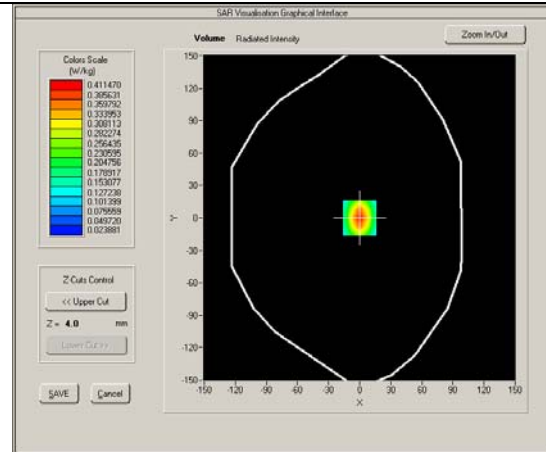 SAR Visualisation Graphical Interface
Volume Radiated Intensity
Zoom In/Out
Colors Scale
(W/kg)
0.411470
0.385631
0.359792
0.333953
0.308113
0.282274
0.256435
0.230595
0.204756
0.178917
0.153077
0.127238
0.101399
0.075559
0.049720
0.023881
Z-Cuts Control
<< Upper Cut
Z = 4.0 mm
Lower Cut >>
SAVE Cancel
150-
120-
90-
60-
30-
Y 0-
-30-
-60-
-90-
-120-
-150-
-150 -120 -90 -60 -30 0 30 60 90 120 150
X